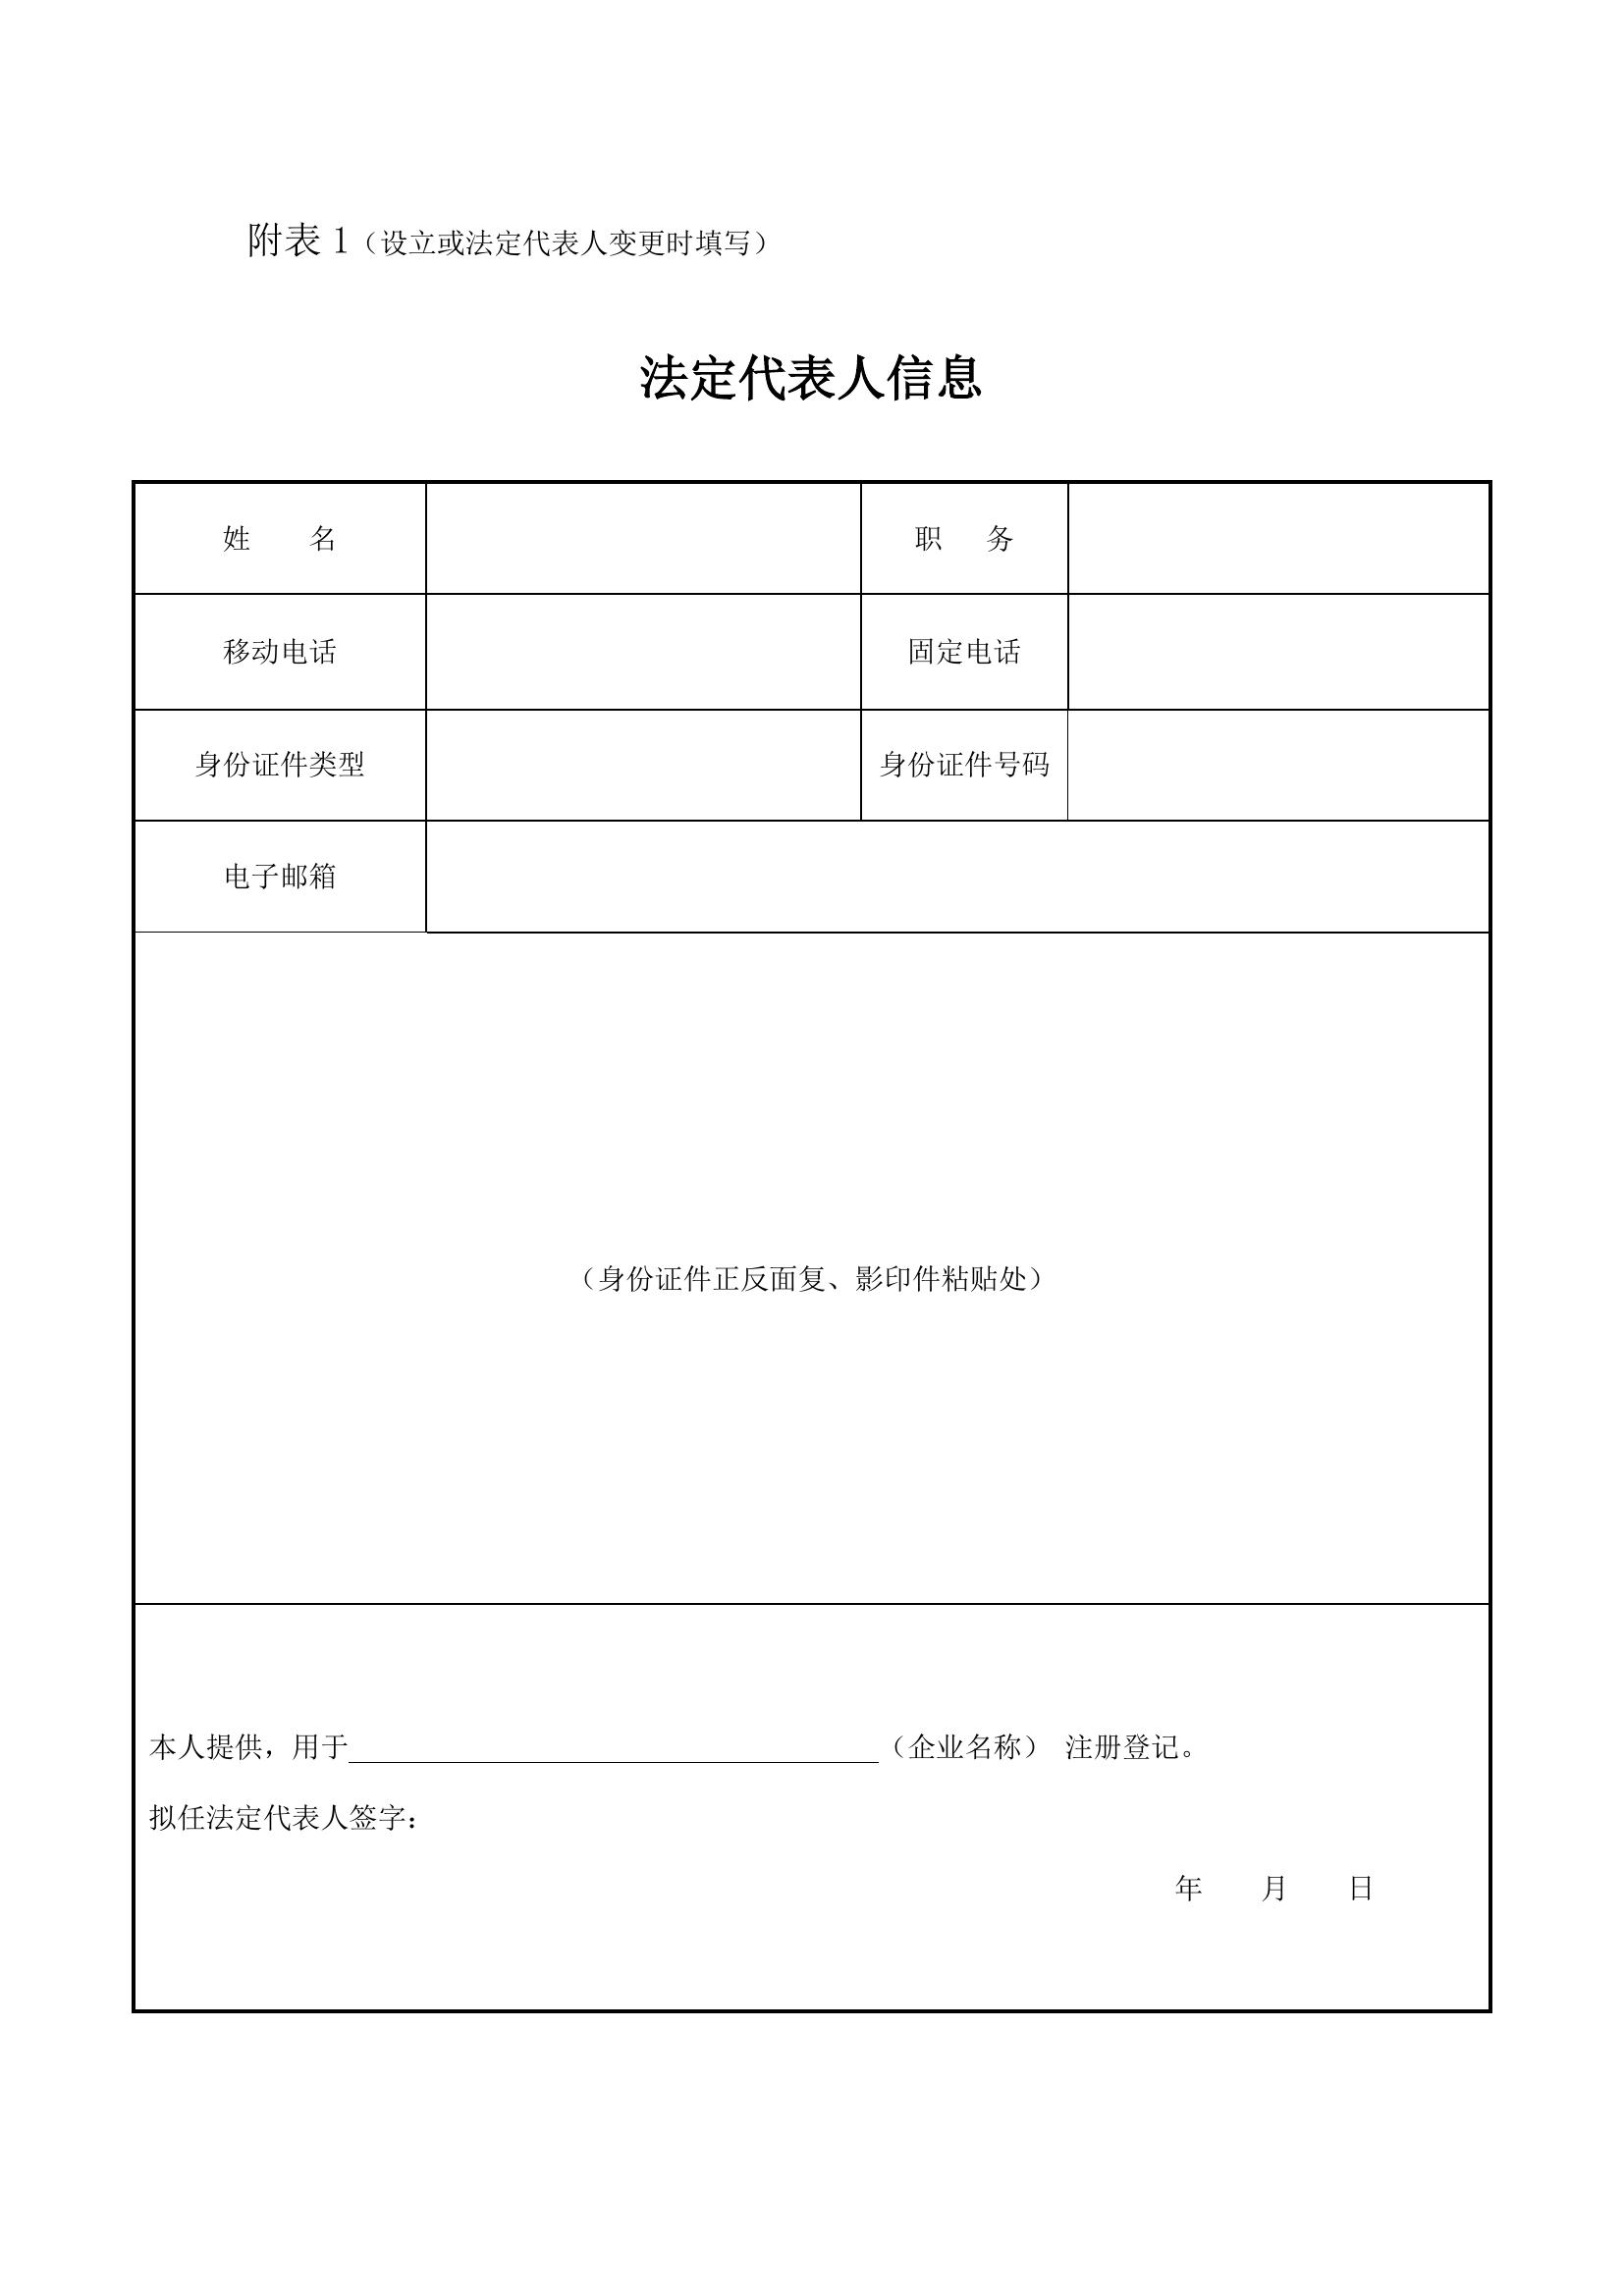 附表 1（设立或法定代表人变更时填写）
法定代表人信息
姓 名 职 务
移动电话 固定电话
身份证件类型 身份证件号码
电子邮箱
（身份证件正反面复、影印件粘贴处）
本人提供，用于（企业名称） 注册登记。
拟任法定代表人签字：
年 月 日